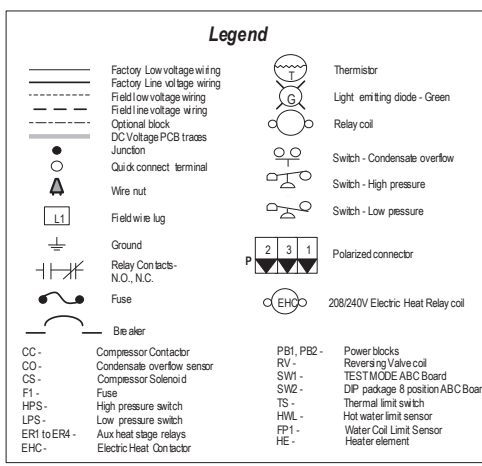 Legend
Factory Low voltage wiring
Factory Line voltage wiring
Field low voltage wiring
Field line voltage wiring
Optional block
DC Voltage PCB traces
Junction
Quick connect terminal
Wire nut
L1
Field wire lug
Ground
Relay Contacts-
N.O., N.C.
Fuse
Breaker
T
Thermistor
G
Light emitting diode - Green
Relay coil
Switch - Condensate overflow
Switch - High pressure
Switch - Low pressure
P
2 3 1
Polarized connector
EHC
208/240V Electric Heat Relay coil
CC - Compressor Contactor
CO - Condensate overflow sensor
CS - Compressor Solenoid
F1 - Fuse
HPS - High pressure switch
LPS - Low pressure switch
ER1 to ER4 - Aux heat stage relays
EHC - Electric Heat Contactor
PB1, PB2 - Power blocks
RV - Reversing Valve coil
SW1 - TEST MODE ABC Board
SW2 - DIP package 8 position ABC Board
TS - Thermal limit switch
HWL - Hot water limit sensor
FP1 - Water Coil Limit Sensor
HE - Heater element